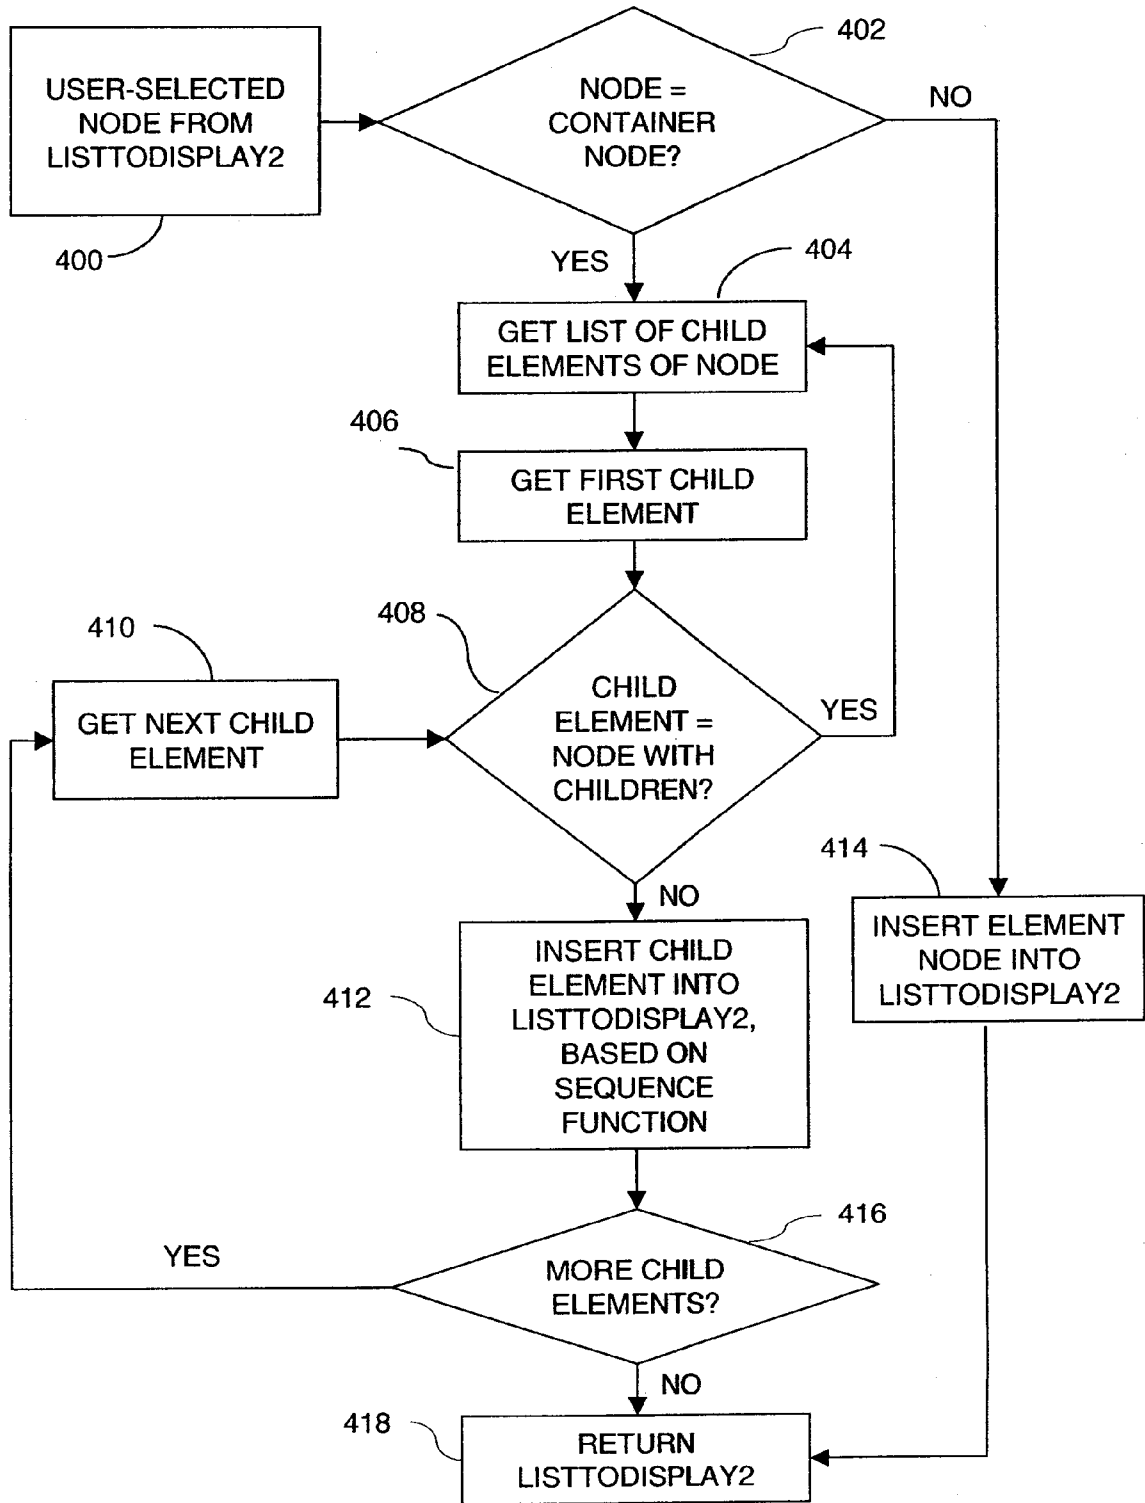 402
USER-SELECTED
NODE FROM
LISTTODISPLAY2
NODE =
CONTAINER
NODE?
NO
400
YES
404
GET LIST OF CHILD
ELEMENTS OF NODE
406
GET FIRST CHILD
ELEMENT
408
410
GET NEXT CHILD
ELEMENT
CHILD
ELEMENT =
NODE WITH
CHILDREN?
YES
NO
414
INSERT ELEMENT
NODE INTO
LISTTODISPLAY2
412
INSERT CHILD
ELEMENT INTO
LISTTODISPLAY2,
BASED ON
SEQUENCE
FUNCTION
416
YES
MORE CHILD
ELEMENTS?
NO
418
RETURN
LISTTODISPLAY2